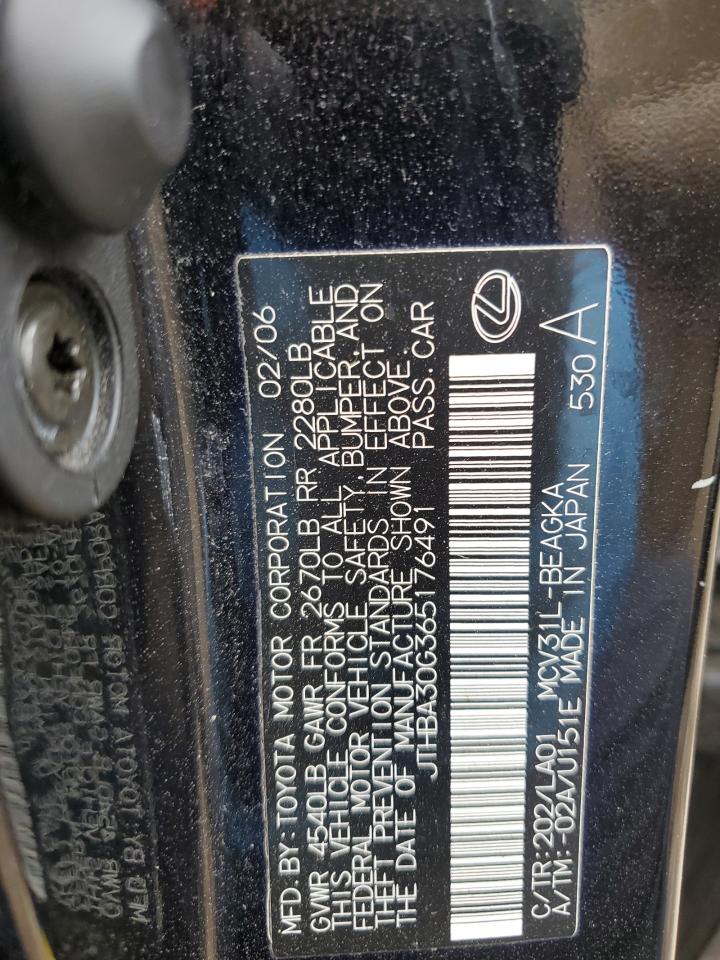 MFD. BY: TOYOTA MOTOR CORPORATION 02/06
GVWR 4540LB GAWR FR 2670LB RR 2280LB
THIS VEHICLE CONFORMS TO ALL APPLICABLE
FEDERAL MOTOR VEHICLE SAFETY, BUMPER, AND
THEFT PREVENTION STANDARDS IN EFFECT ON
THE DATE OF MANUFACTURE SHOWN ABOVE.
JTHBA30G365176491 PASS. CAR
C/TR: 202/LA01 MCV31L-BEAGKA 530
A/TM: -02A/U151E MADE IN JAPAN A